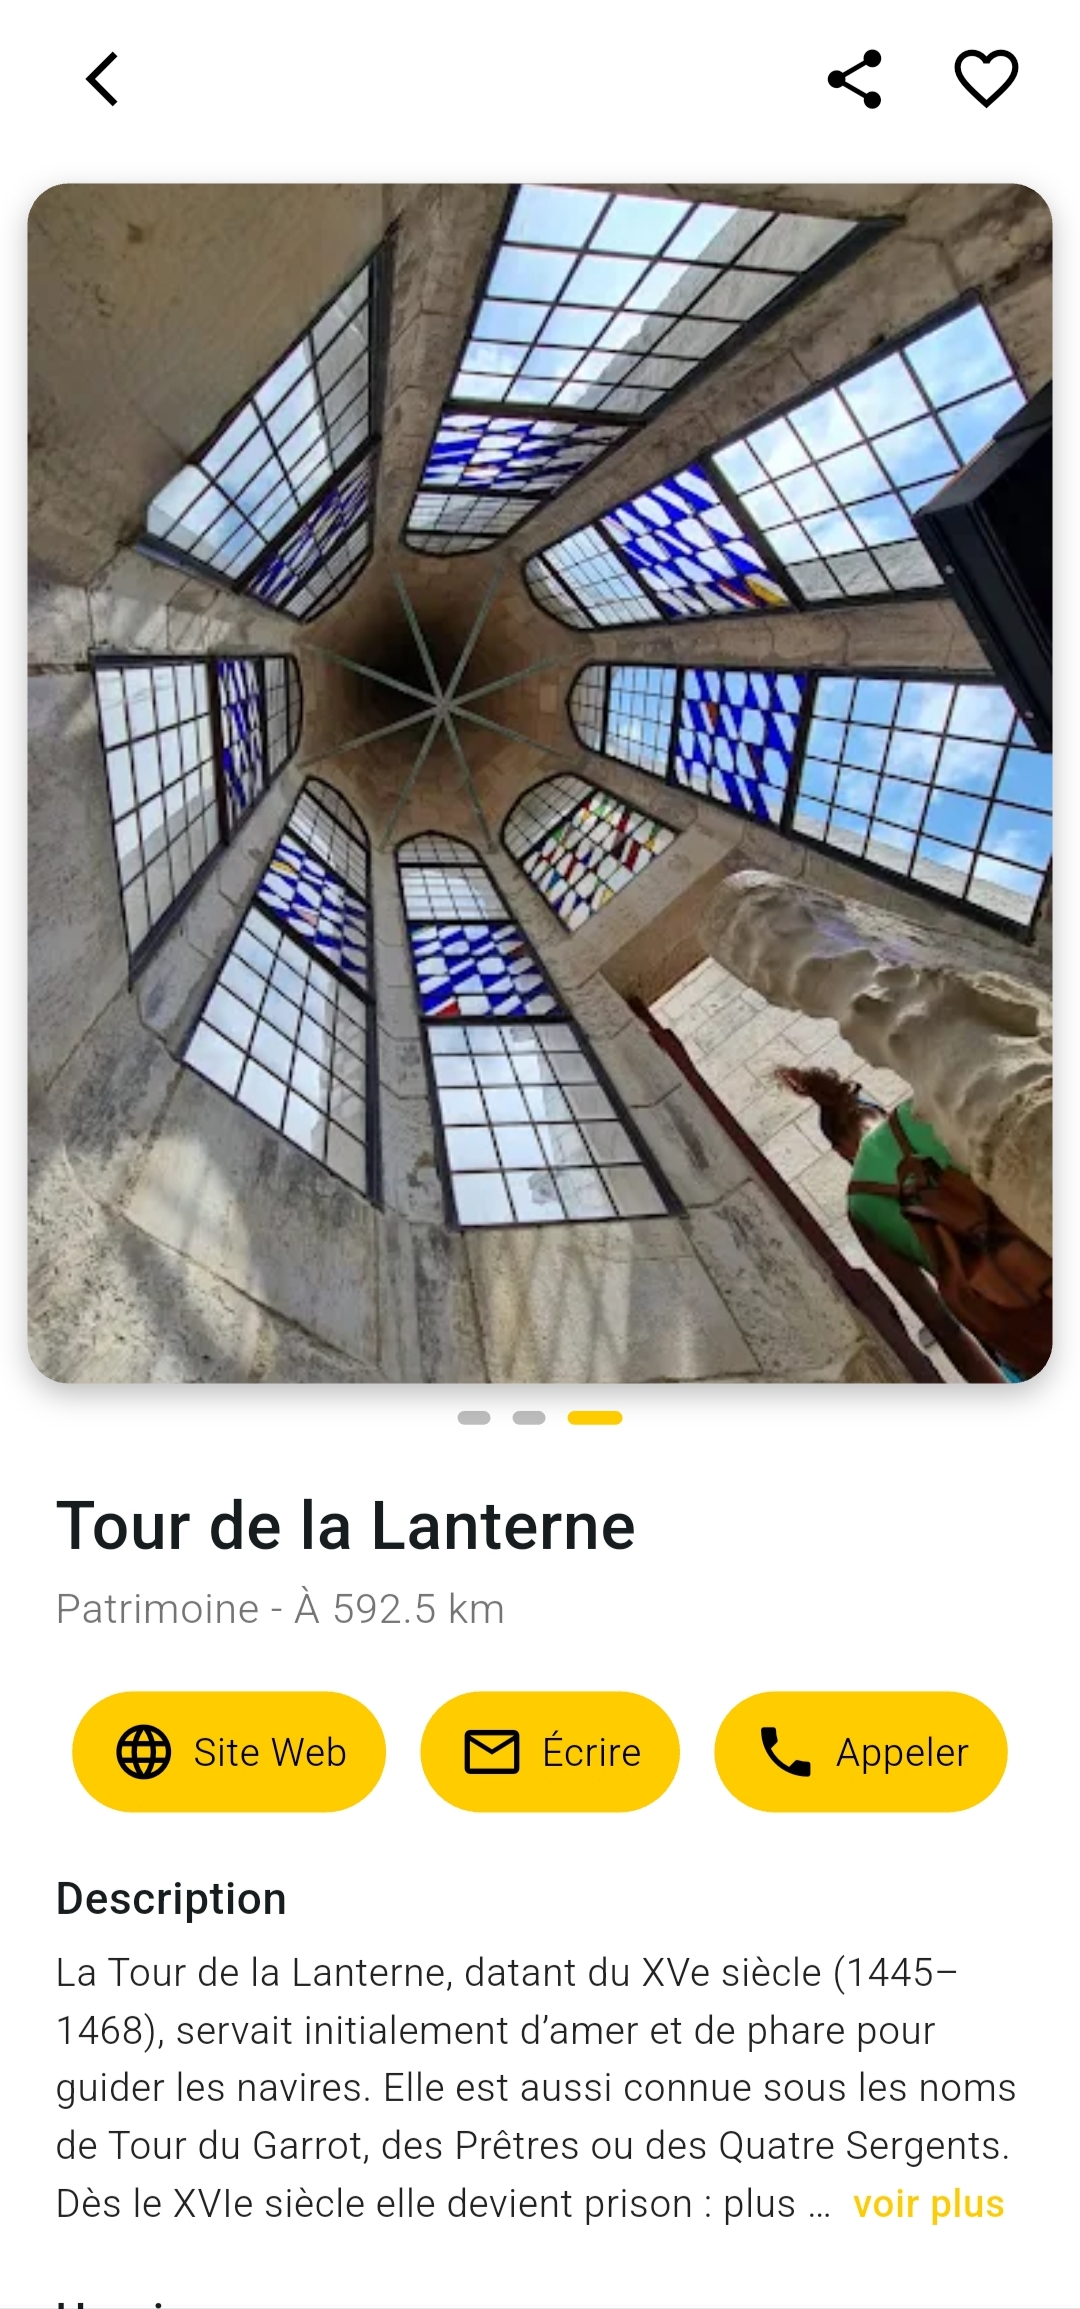 Tour de la Lanterne
Patrimoine - À 592.5 km
Site Web
Écrire
Appeler
Description
La Tour de la Lanterne, datant du XVe siècle (1445–
1468), servait initialement d’amer et de phare pour
guider les navires. Elle est aussi connue sous les noms
de Tour du Garrot, des Prêtres ou des Quatre Sergents.
Dès le XVIe siècle elle devient prison : plus ... voir plus